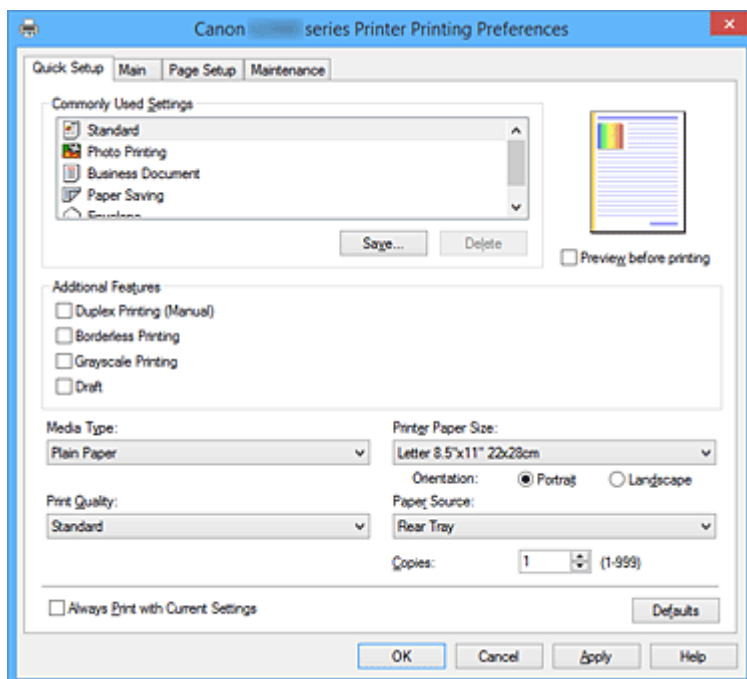 Canon series Printer Printing Preferences
Quick Setup Main Page Setup Maintenance
Commonly Used Settings
Standard
Photo Printing
Business Document
Paper Saving
Envelope
Save... Delete
Preview before printing
Additional Features
Duplex Printing (Manual)
Borderless Printing
Grayscale Printing
Draft
Media Type: Printer Paper Size:
Plain Paper Letter 8.5"x11" 22x28cm
Orientation: Portrait Landscape
Print Quality: Paper Source:
Standard Rear Tray
Copies: 1 (1-999)
Always Print with Current Settings Defaults
OK Cancel Apply Help